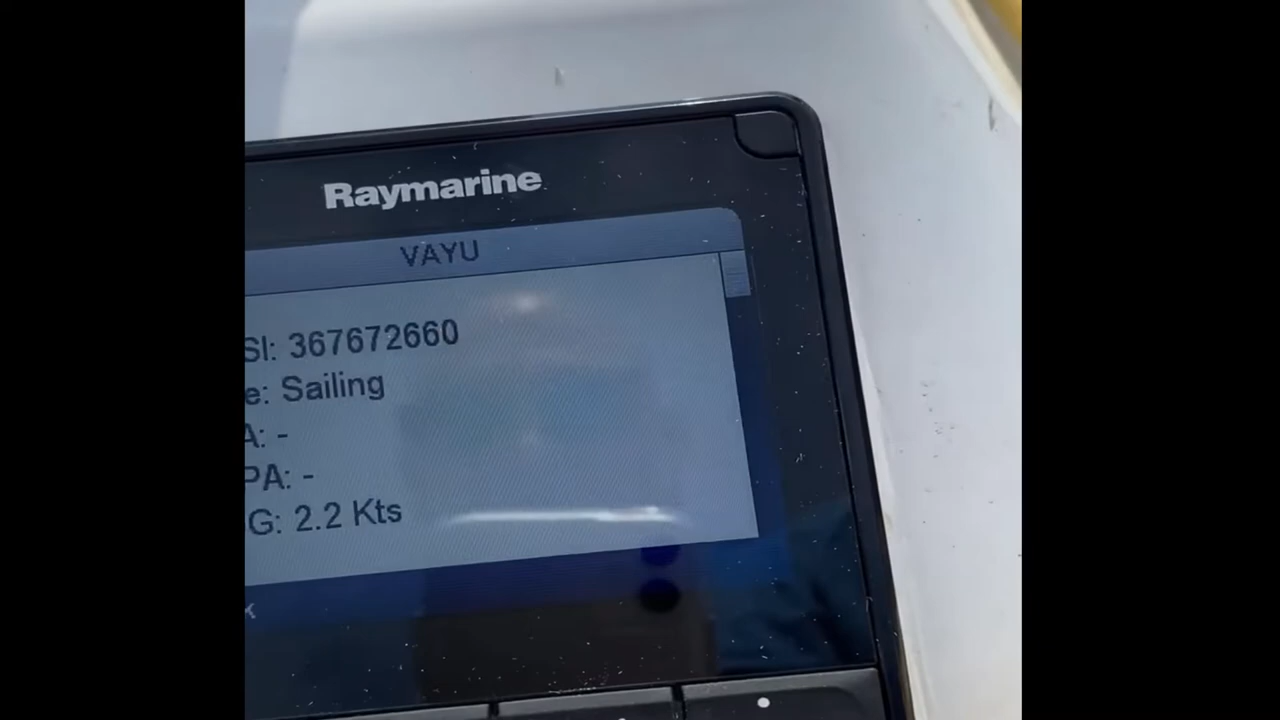 Raymarine
VAYU
SI: 367672660
e: Sailing
A: -
PA: -
G: 2.2 Kts
k